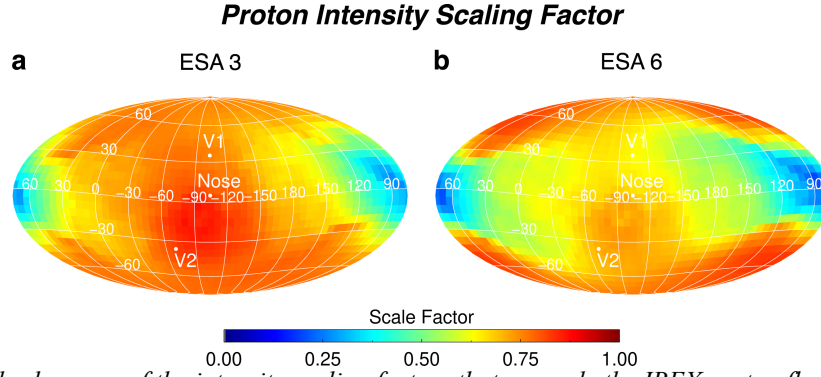 Proton Intensity Scaling Factor
a ESA 3 b ESA 6
60 60
V1 V1
30 30
Nose Nose
60 30 0 −30 −60 −90 −120 −150 180 150 120 90 60 30 0 −30 −60 −90 −120 −150 180 150 120 90
−30 −30
V2 V2
−60 −60
Scale Factor
0.00 0.25 0.50 0.75 1.00